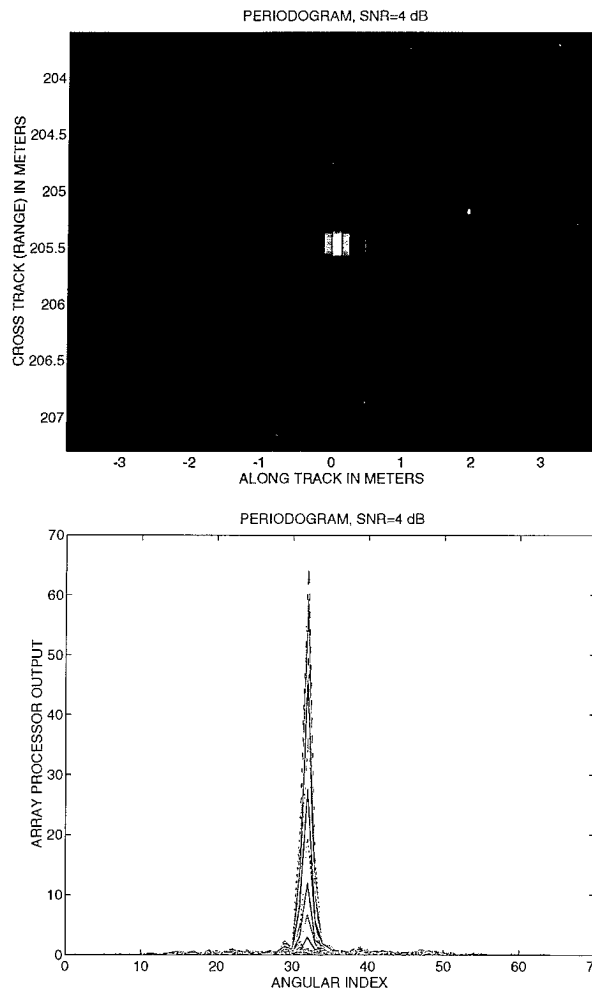 PERIODOGRAM, SNR=4 dB
CROSS TRACK (RANGE) IN METERS
204
204.5
205
205.5
206
206.5
207
-3 -2 -1 0 1 2 3
ALONG TRACK IN METERS
PERIODOGRAM, SNR=4 dB
ARRAY PROCESSOR OUTPUT
70
60
50
40
30
20
10
0
0 10 20 30 40 50 60 70
ANGULAR INDEX